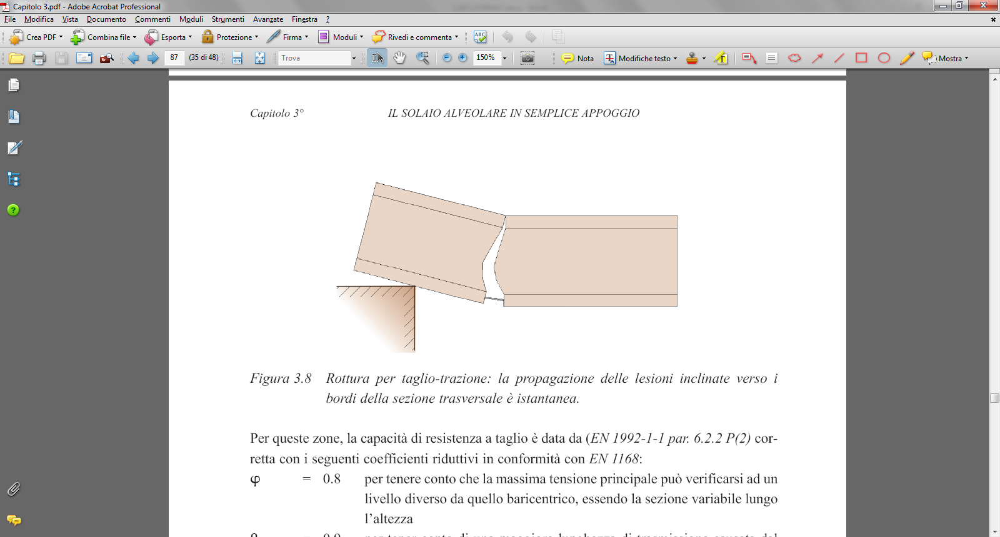 Capitolo 3.pdf - Adobe Acrobat Professional
File Modifica Vista Documento Commenti Moduli Strumenti Avanzate Finestra ?
Crea PDF Combina file Esporta Protezione Firma Moduli Rivedi e commenta
87 (35 di 48) Trova 150% Nota Modifiche testo Mostra
Capitolo 3° IL SOLAIO ALVEOLARE IN SEMPLICE APPOGGIO
Figura 3.8 Rottura per taglio-trazione: la propagazione delle lesioni inclinate verso i
bordi della sezione trasversale è istantanea.
Per queste zone, la capacità di resistenza a taglio è data da (EN 1992-1-1 par. 6.2.2 P(2) cor-
retta con i seguenti coefficienti riduttivi in conformità con EN 1168:
φ = 0.8 per tenere conto che la massima tensione principale può verificarsi ad un
livello diverso da quello baricentrico, essendo la sezione variabile lungo
l'altezza